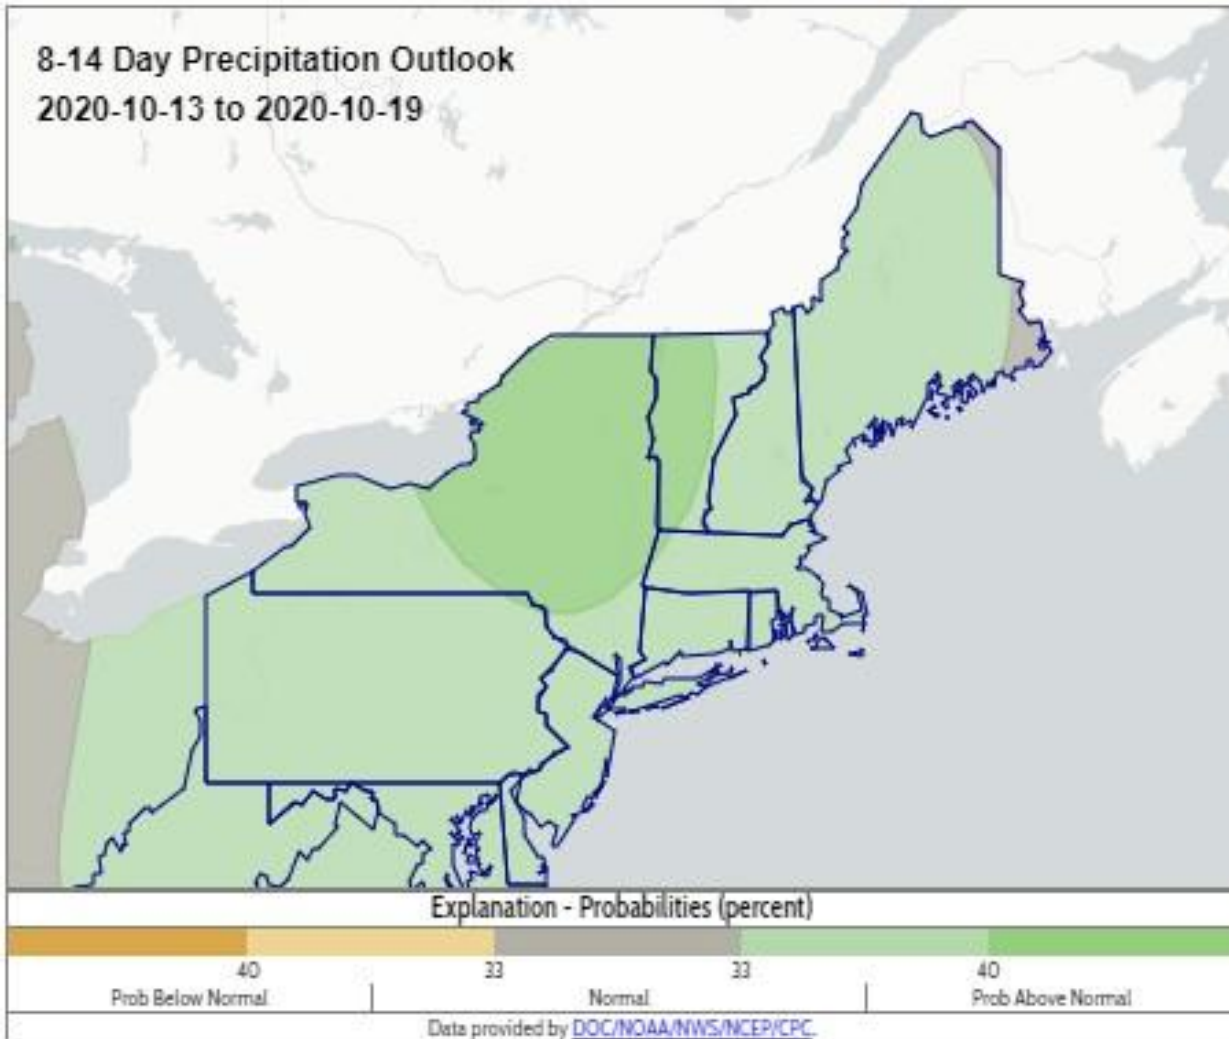 8-14 Day Precipitation Outlook
2020-10-13 to 2020-10-19
Explanation - Probabilities (percent)
40 33 33 40
Prob Below Normal Normal Prob Above Normal
Data provided by DOC/NOAA/NWS/NCEP/CPC.